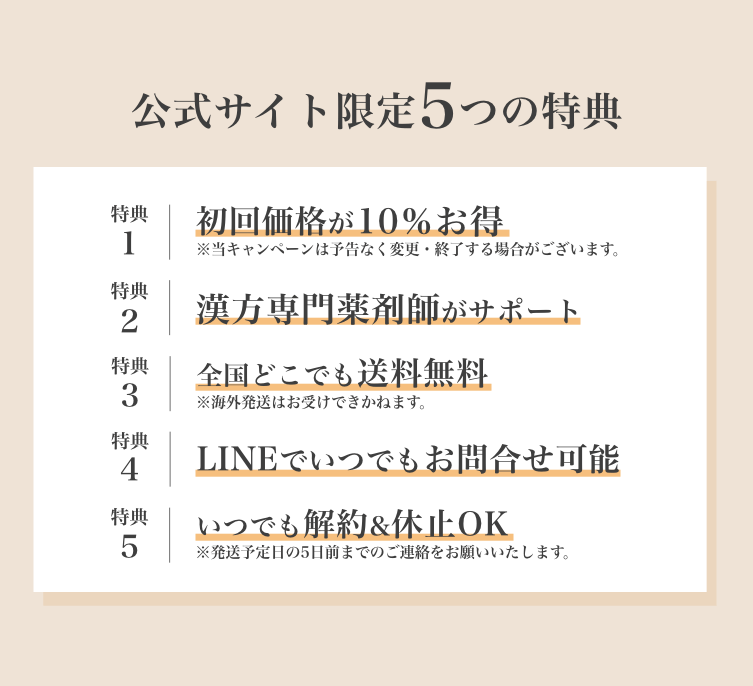 公式サイト限定5つの特典
特典
1
初回価格が10%お得
※当キャンペーンは予告なく変更・終了する場合がございます。
特典
2
漢方専門薬剤師がサポート
特典
3
全国どこでも送料無料
※海外発送はお受けできかねます。
特典
4
LINEでいつでもお問合せ可能
特典
5
いつでも解約&休止OK
※発送予定日の5日前までのご連絡をお願いいたします。